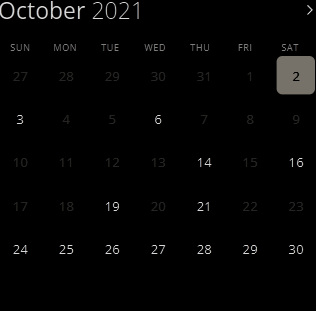 October 2021
SUN MON TUE WED THU FRI SAT
27 28 29 30 31 1 2
3 4 5 6 7 8 9
10 11 12 13 14 15 16
17 18 19 20 21 22 23
24 25 26 27 28 29 30